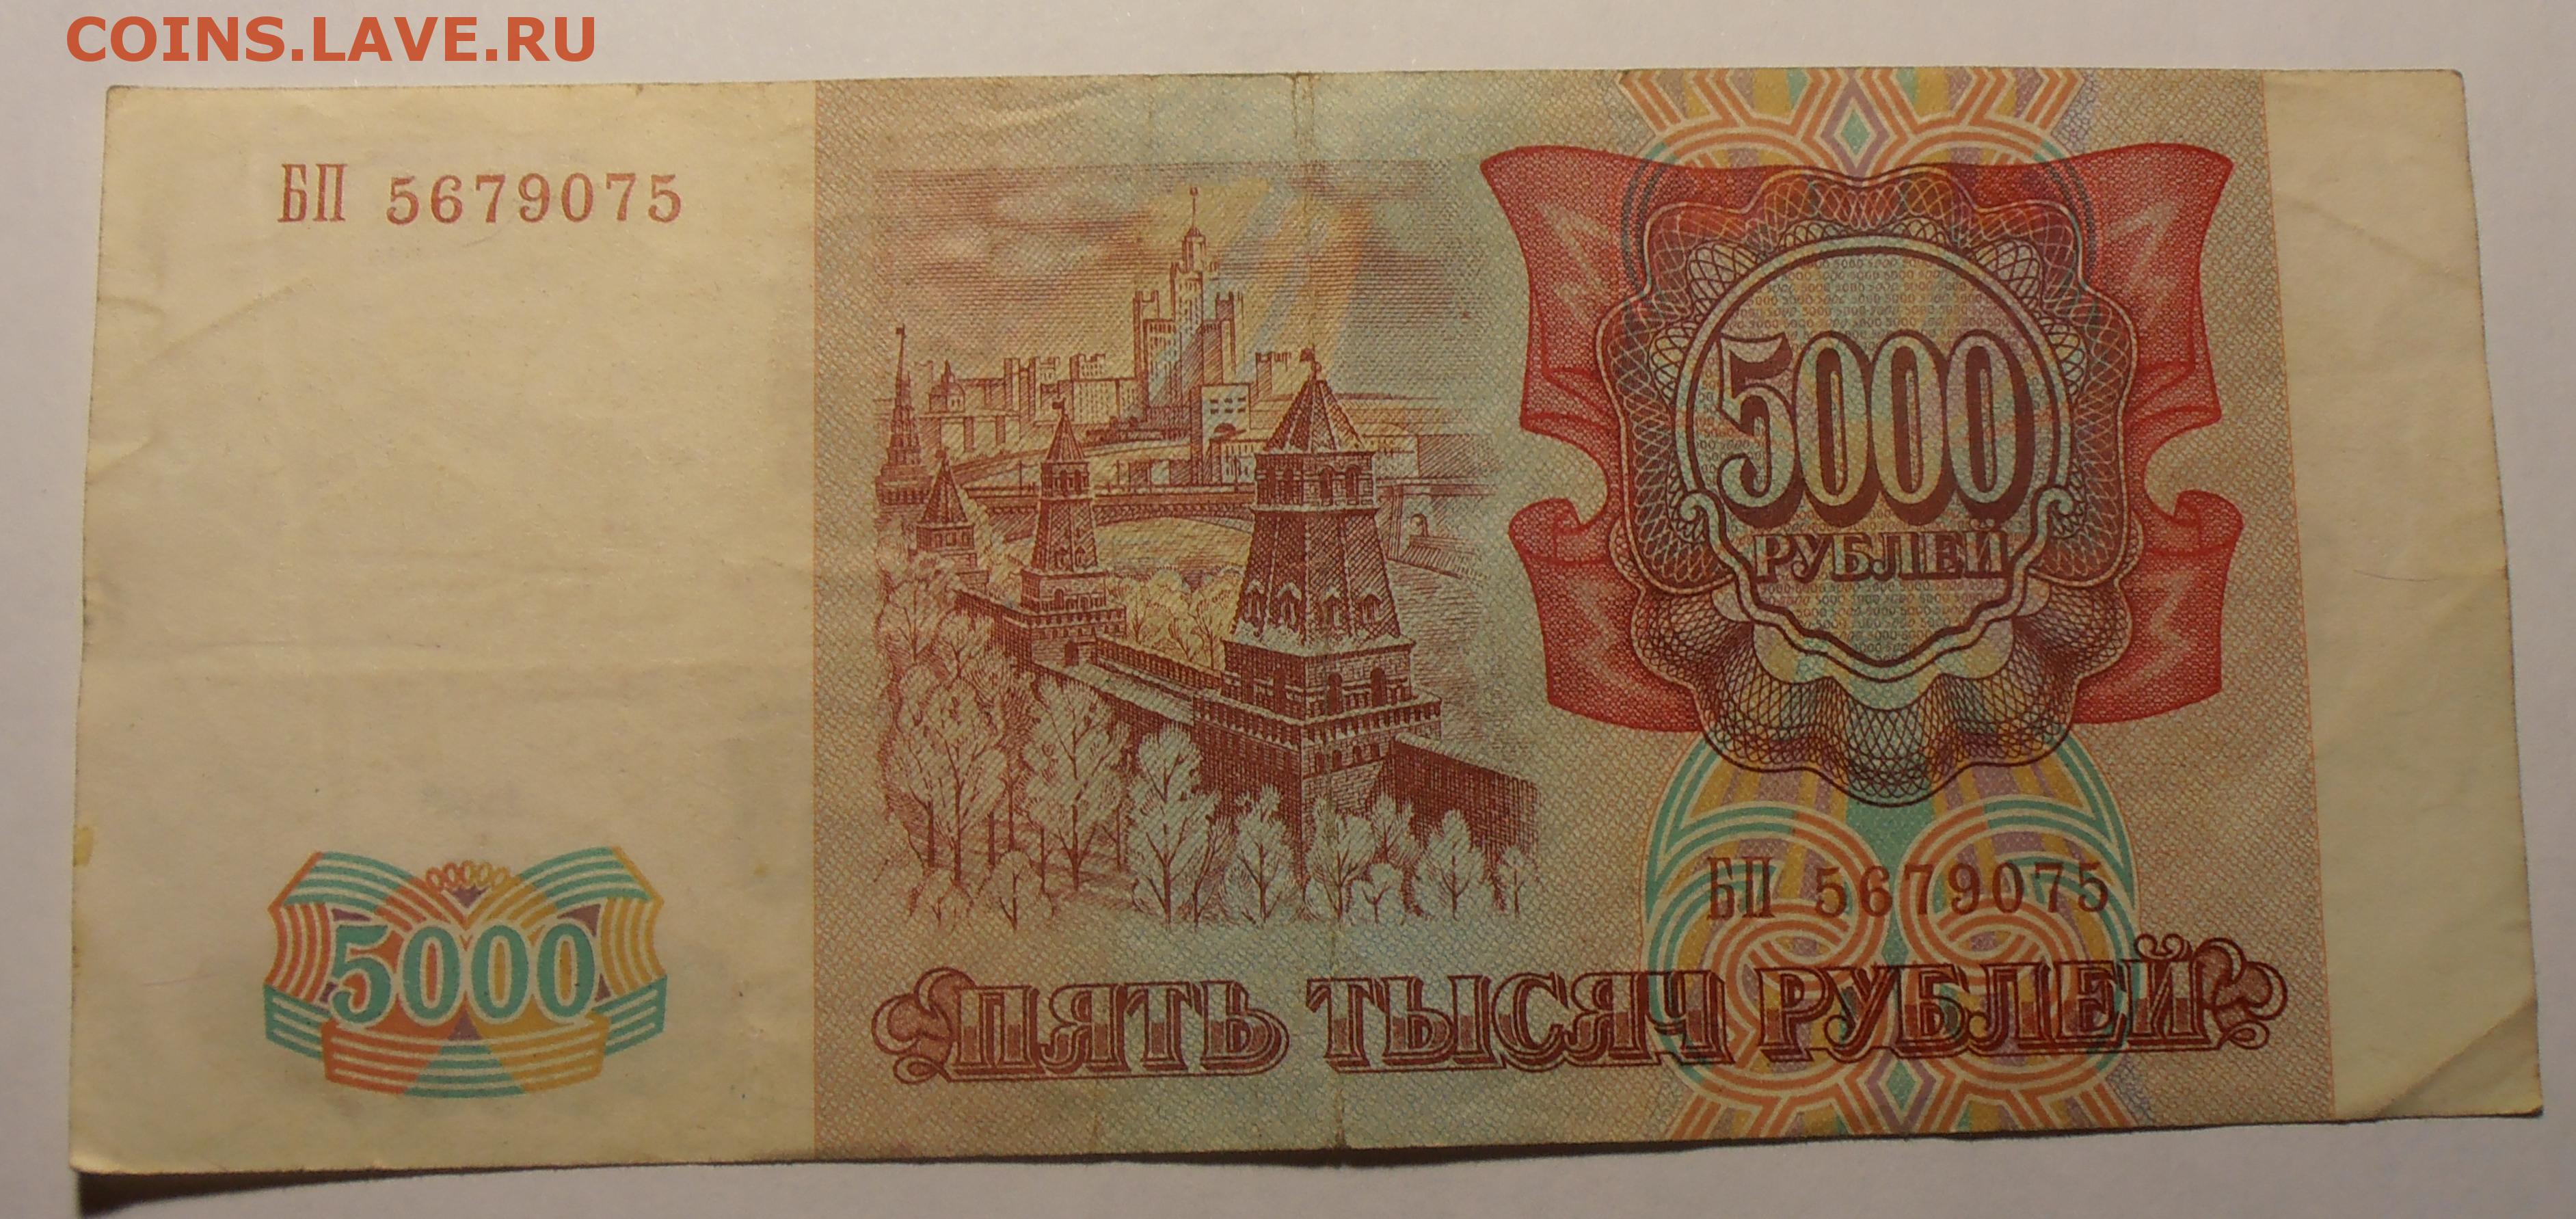 COINS.LAVE.RU
БП 5679075
5000
РУБЛЕЙ
БП 5679075
5000
ПЯТЬ ТЫСЯЧ РУБЛЕЙ